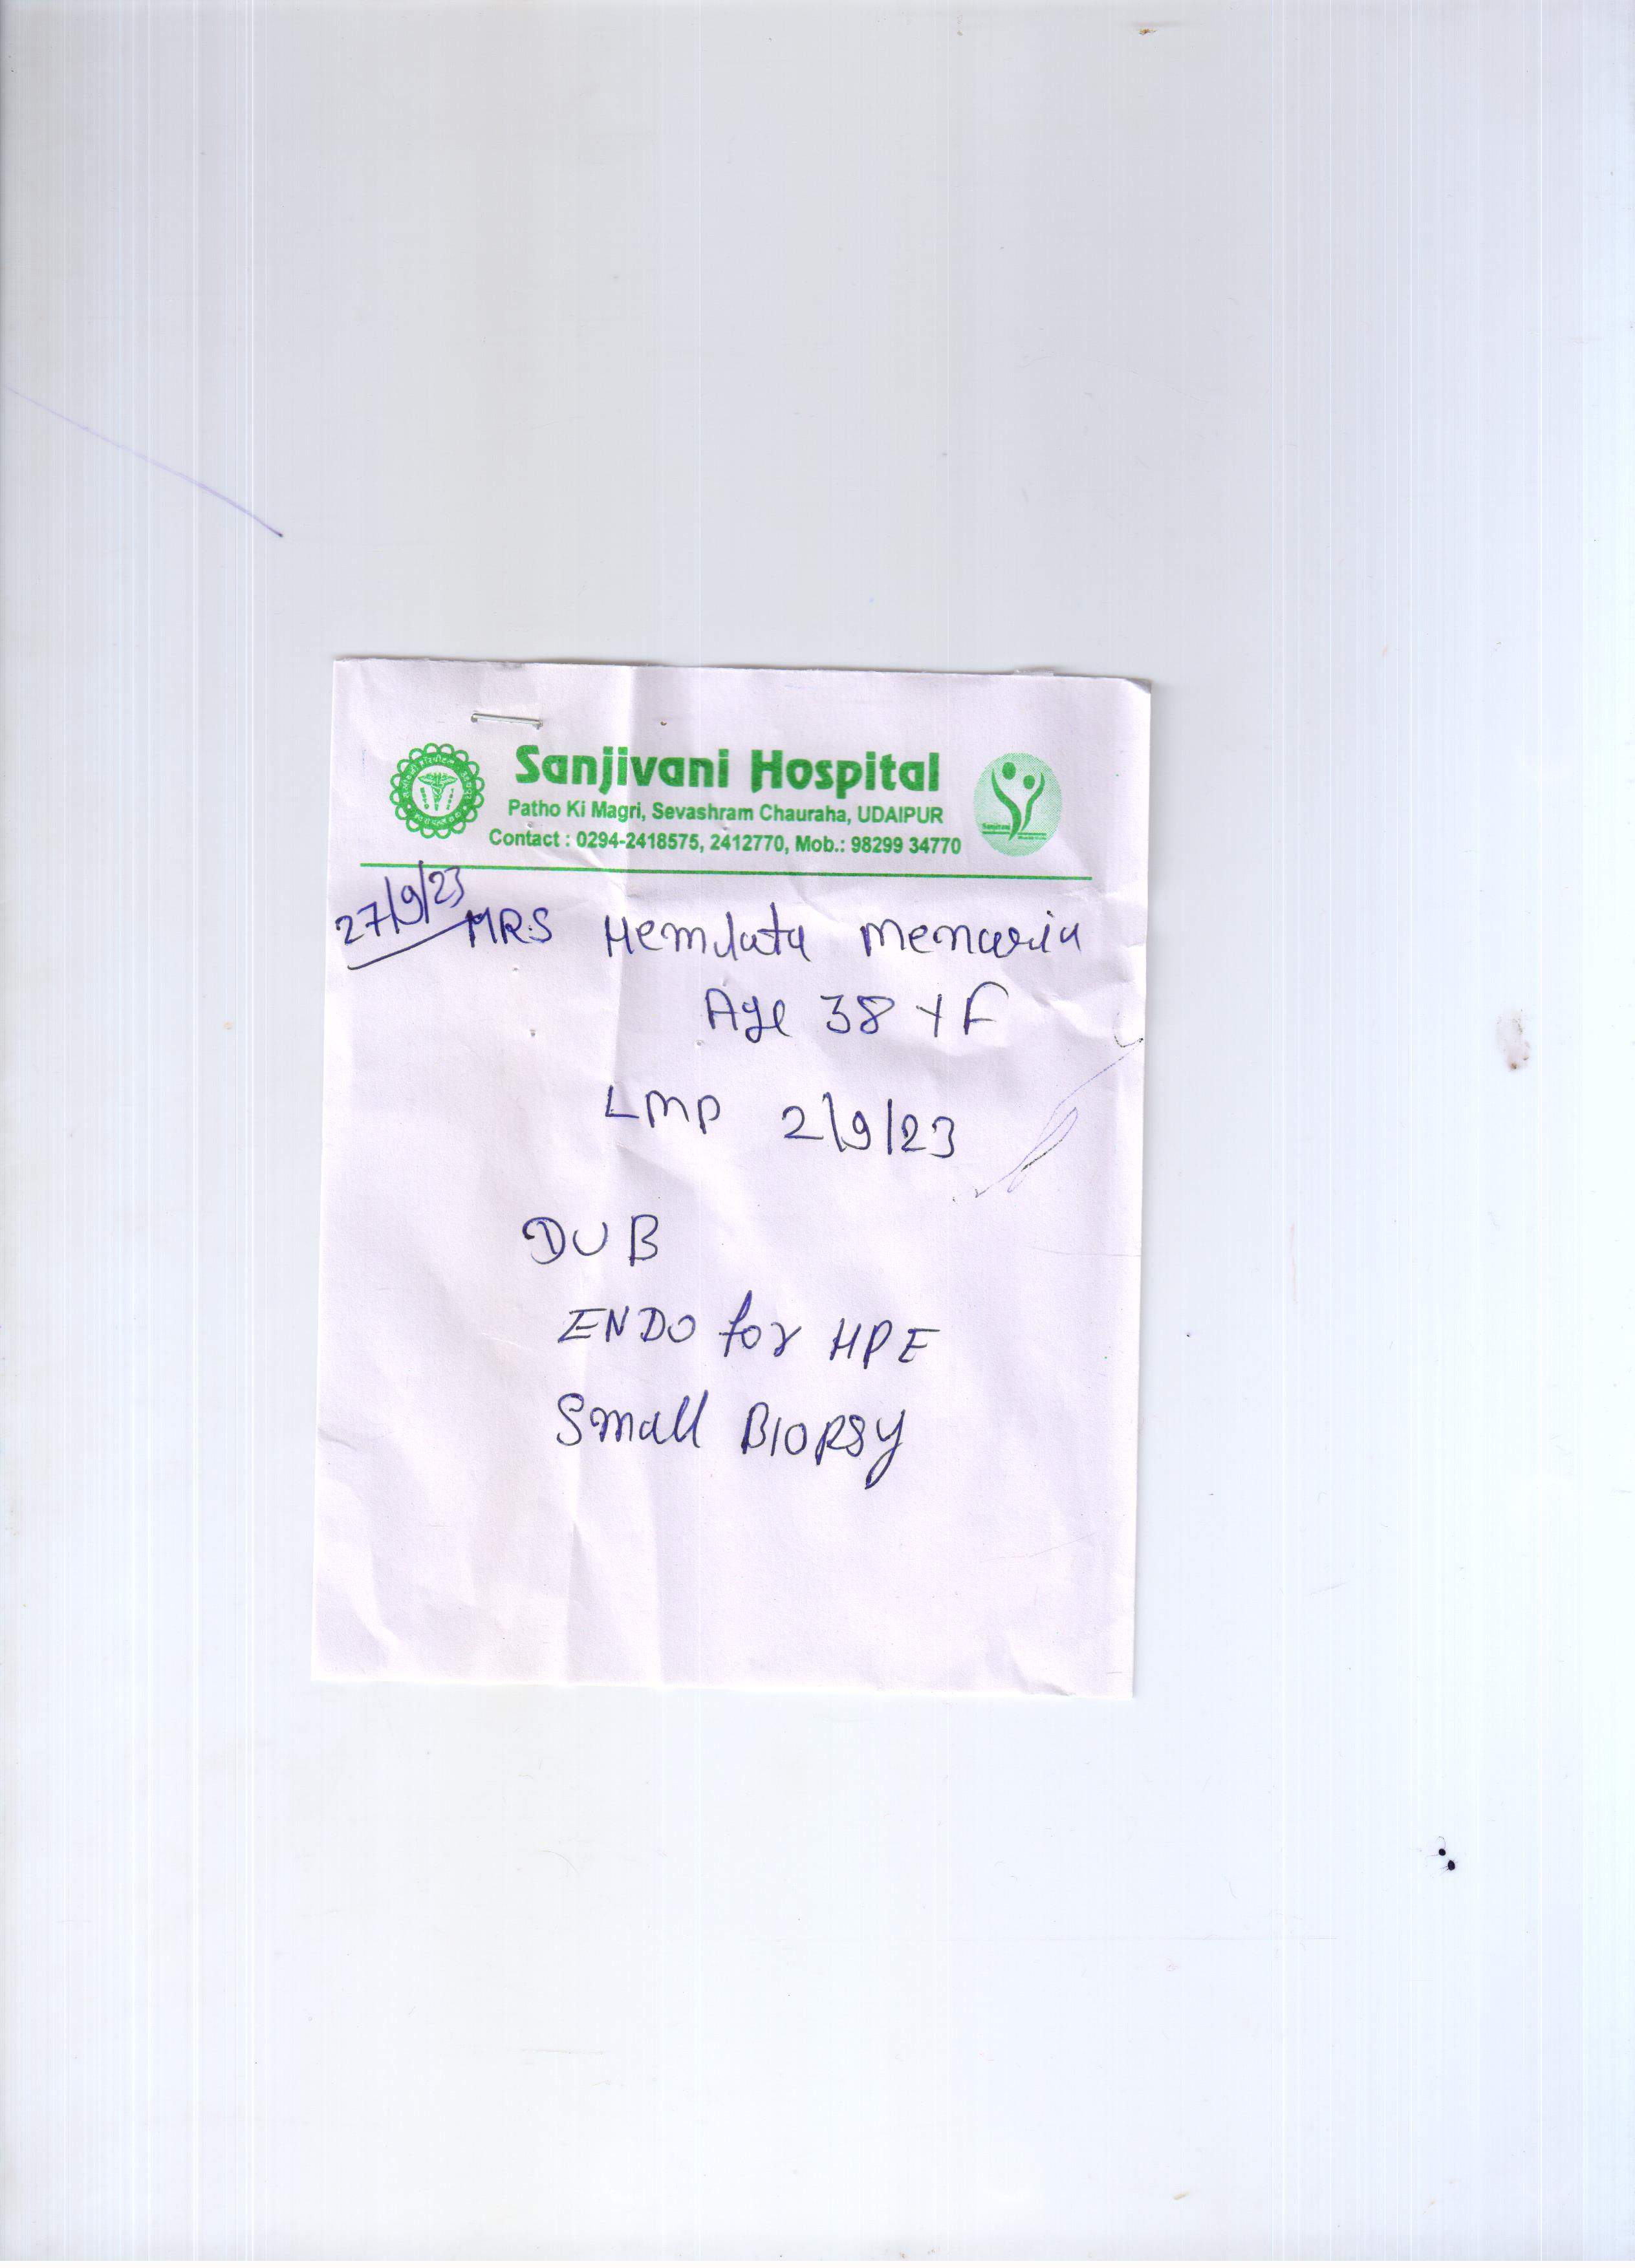 Sanjivani Hospital
Patho Ki Magri, Sevashram Chauraha, UDAIPUR
Contact : 0294-2418575, 2412770, Mob.: 98299 34770
27/9/23
MRS Hemlata Menaria
Age 38 Y F
LMP 2/9/23
DUB
ENDO for HPE
Small BIOPSY